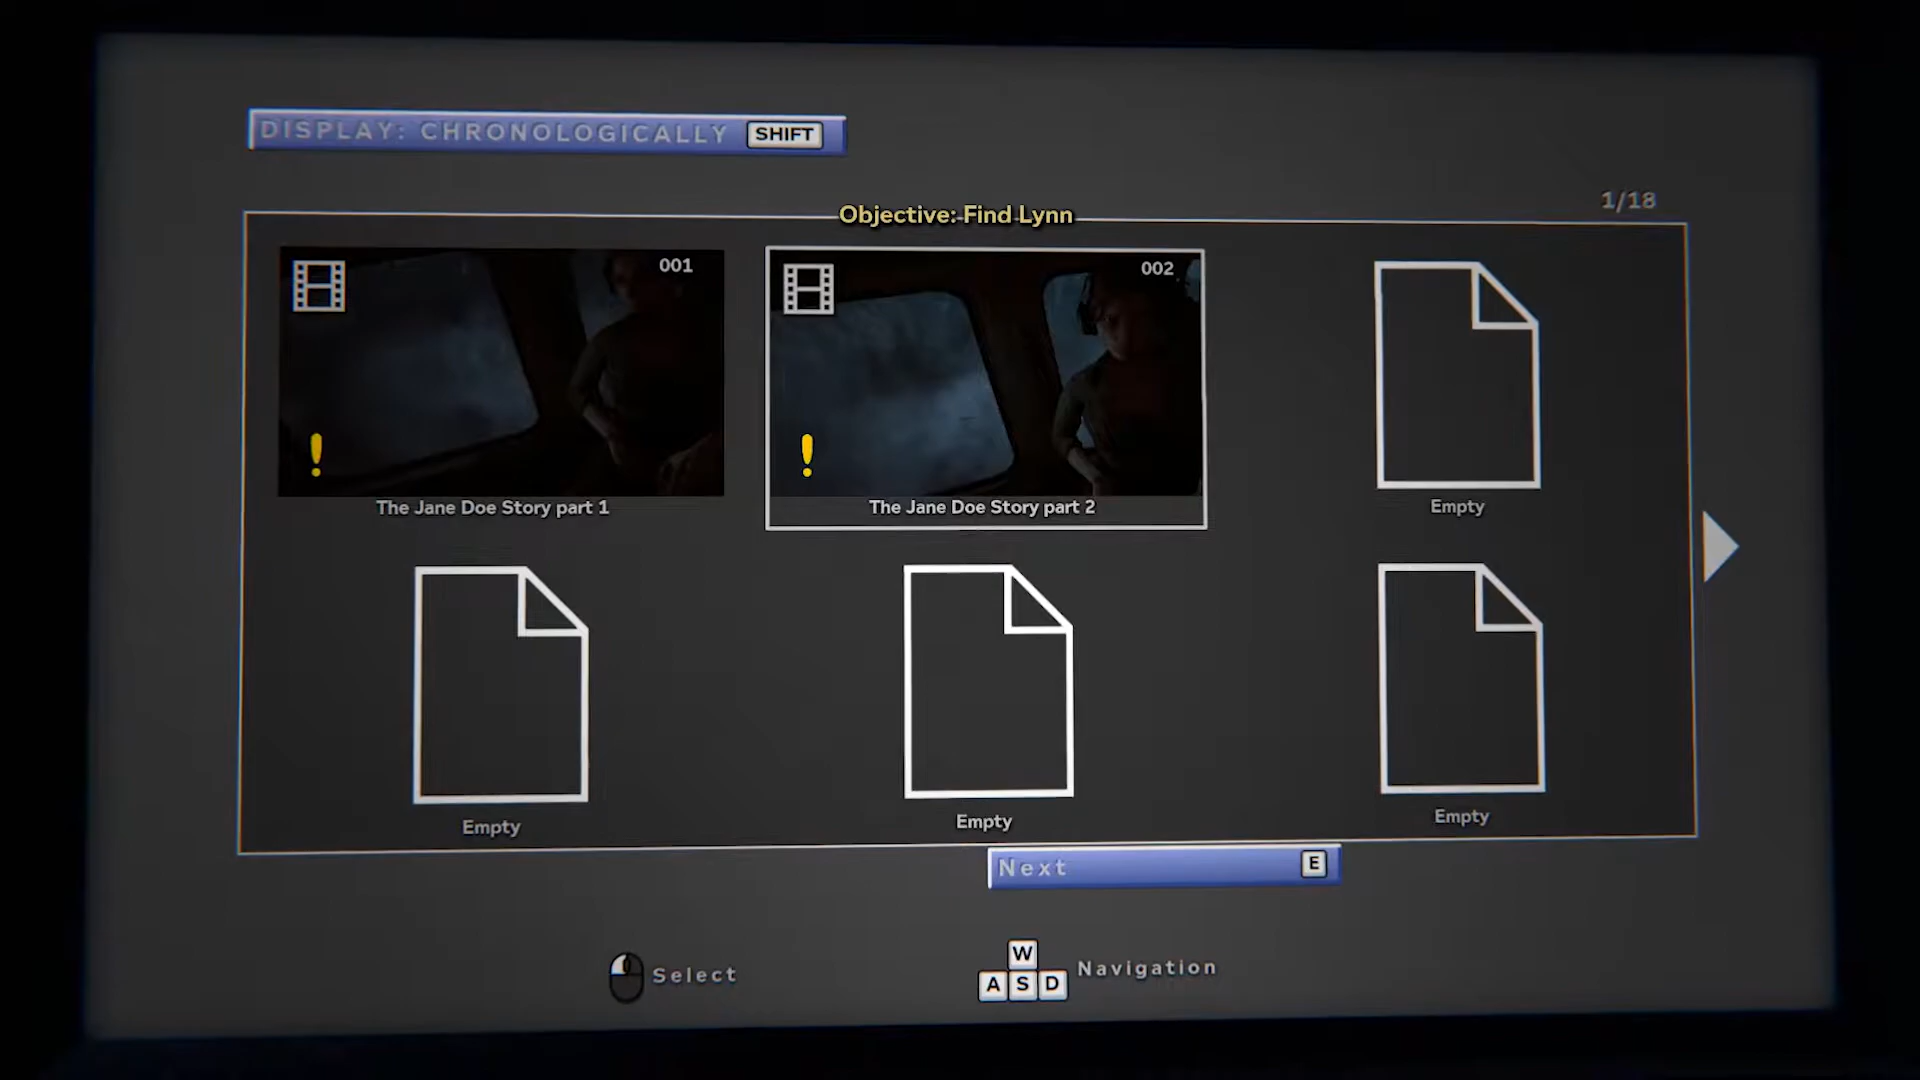 DISPLAY: CHRONOLOGICALLY SHIFT
1/18
Objective: Find Lynn
001
002
The Jane Doe Story part 1
The Jane Doe Story part 2
Empty
Empty
Empty
Empty
Next E
Select
W
A S D
Navigation